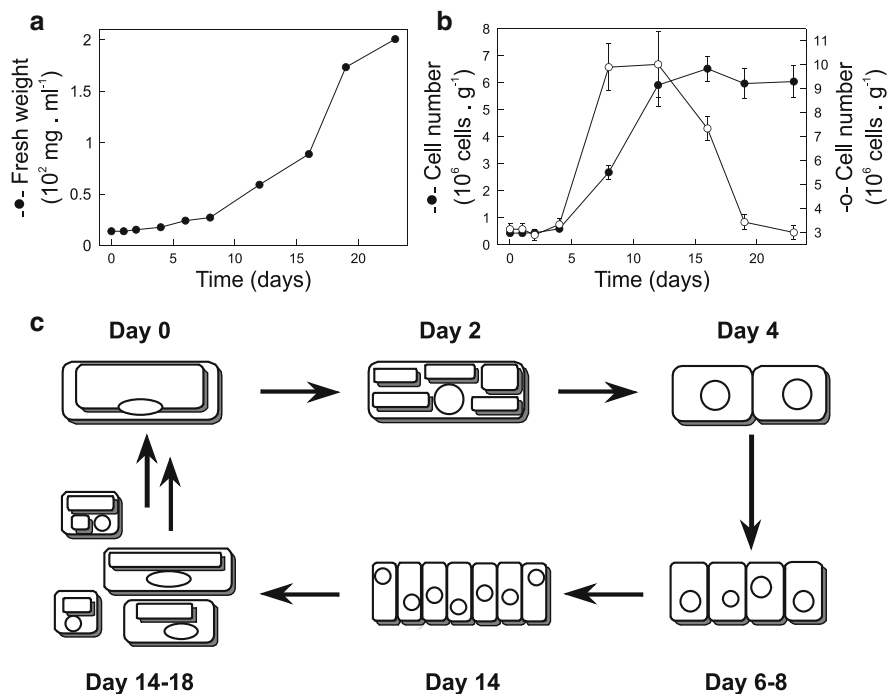 a
-●- Fresh weight
(10² mg . ml⁻¹)
2
1.5
1
0.5
0
0 5 10 15 20
Time (days)
b
-●- Cell number
(10⁶ cells . g⁻¹)
8
7
6
5
4
3
2
1
0
0 5 10 15 20
Time (days)
11
10
9
8
7
6
5
4
3
-o- Cell number
(10⁶ cells . g⁻¹)
c
Day 0
Day 2
Day 4
Day 14-18
Day 14
Day 6-8